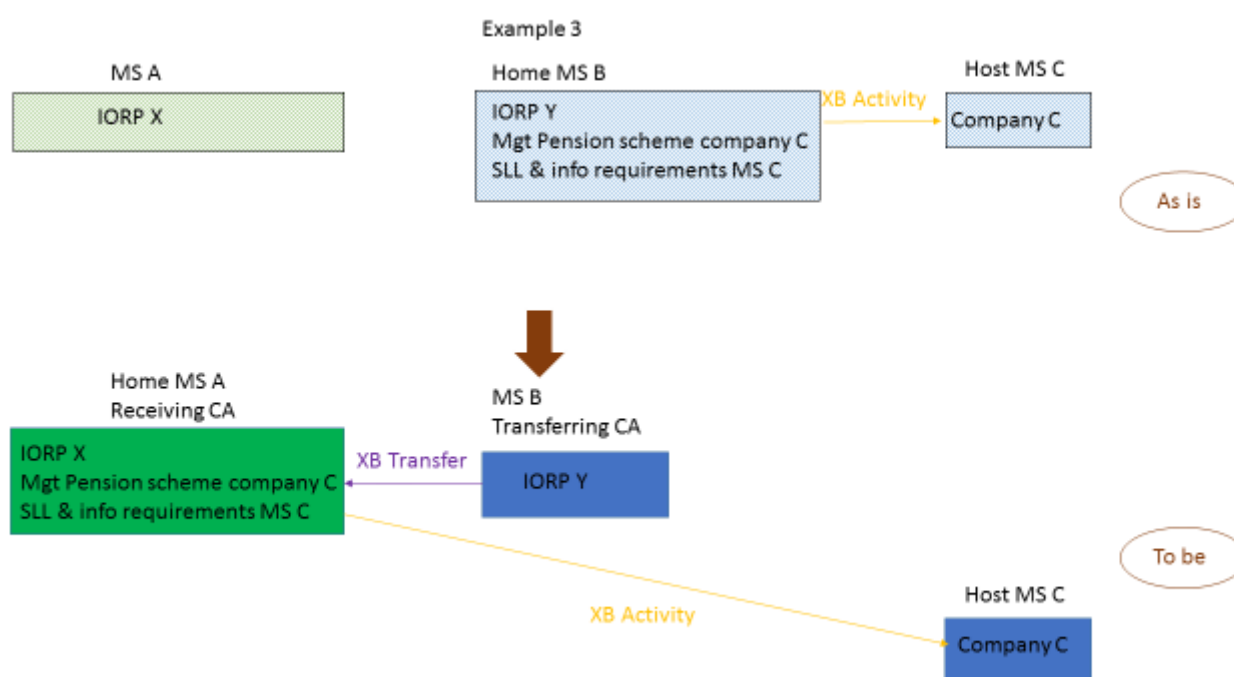 Example 3
MS A
Home MS B
Host MS C
IORP X
IORP Y
Mgt Pension scheme company C
SLL & info requirements MS C
XB Activity
Company C
As is
Home MS A
Receiving CA
MS B
Transferring CA
IORP X
Mgt Pension scheme company C
SLL & info requirements MS C
XB Transfer
IORP Y
To be
Host MS C
XB Activity
Company C